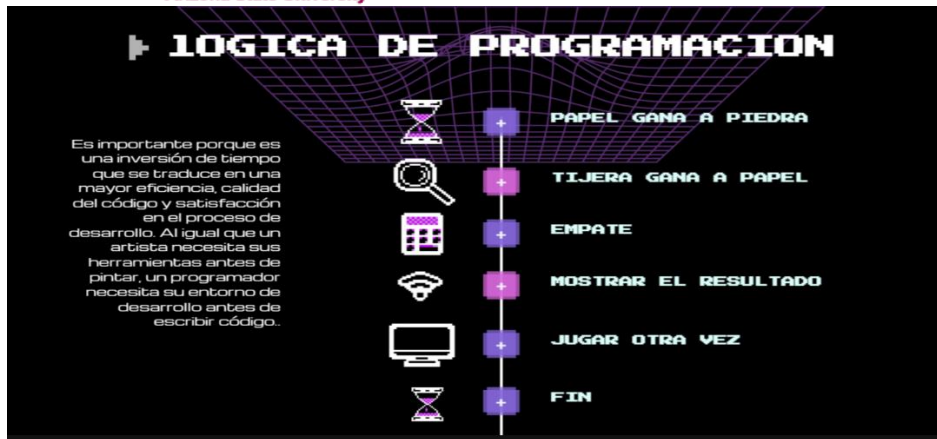 lOGICA DE PROGRAMACION
Es importante porque es
una inversión de tiempo
que se traduce en una
mayor eficiencia, calidad
del código y satisfacción
en el proceso de
desarrollo. Al igual que un
artista necesita sus
herramientas antes de
pintar, un programador
necesita su entorno de
desarrollo antes de
escribir código..
PAPEL GANA A PIEDRA
TIJERA GANA A PAPEL
EMPATE
MOSTRAR EL RESULTADO
JUGAR OTRA VEZ
FIN